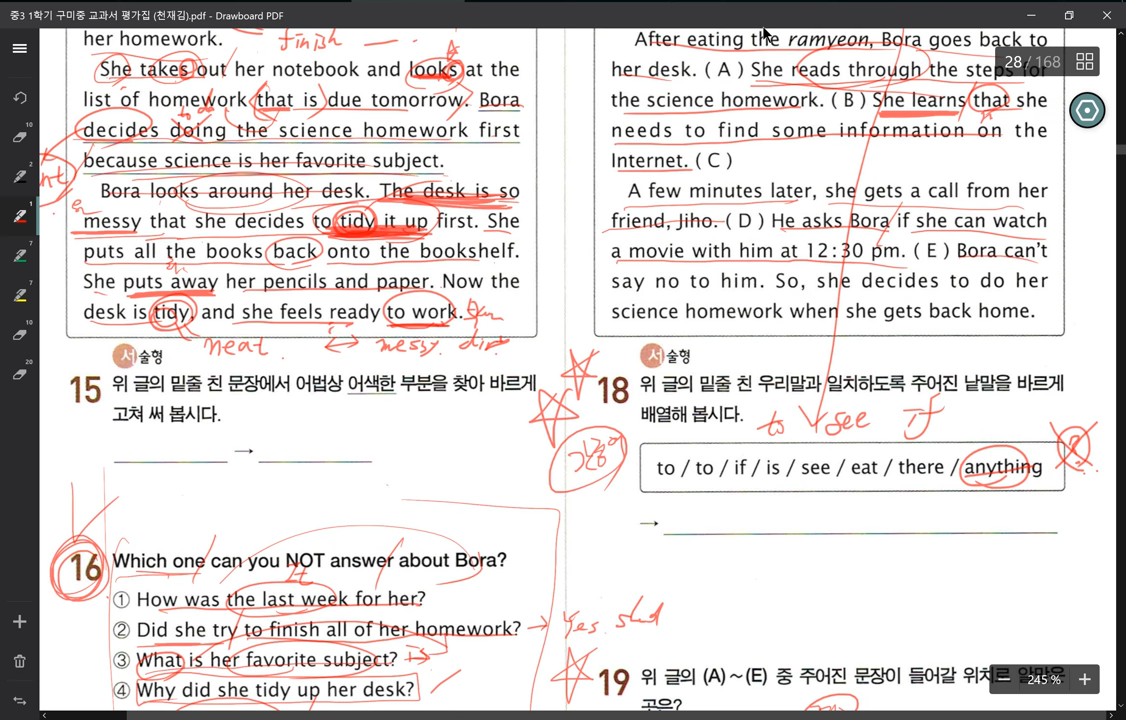 중3 1학기 구미중 교과서 평가집 (천재김).pdf - Drawboard PDF
28 / 168
her homework.
finish
She takes out her notebook and looks at the
list of homework that is due tomorrow. Bora
to do
decides doing the science homework first
because science is her favorite subject.
Bora looks around her desk. The desk is so
messy that she decides to tidy it up first. She
puts all the books back onto the bookshelf.
She puts away her pencils and paper. Now the
desk is tidy, and she feels ready to work.
neat ↔ messy
서술형
15 위 글의 밑줄 친 문장에서 어법상 어색한 부분을 찾아 바르게
고쳐 써 봅시다.
→
16 Which one can you NOT answer about Bora?
① How was the last week for her?
② Did she try to finish all of her homework?
→ Yes. she
③ What is her favorite subject?
④ Why did she tidy up her desk?
After eating the ramyeon, Bora goes back to
her desk. ( A ) She reads through the steps for
the science homework. ( B ) She learns that she
needs to find some information on the
Internet. ( C )
A few minutes later, she gets a call from her
friend, Jiho. ( D ) He asks Bora if she can watch
a movie with him at 12:30 pm. ( E ) Bora can't
say no to him. So, she decides to do her
science homework when she gets back home.
서술형
18 위 글의 밑줄 친 우리말과 일치하도록 주어진 낱말을 바르게
배열해 봅시다.
to see if
to / to / if / is / see / eat / there / anything
→
19 위 글의 (A)~(E) 중 주어진 문장이 들어갈 위치로 알맞은
곳은?
245 %
10
2
1
7
7
10
20